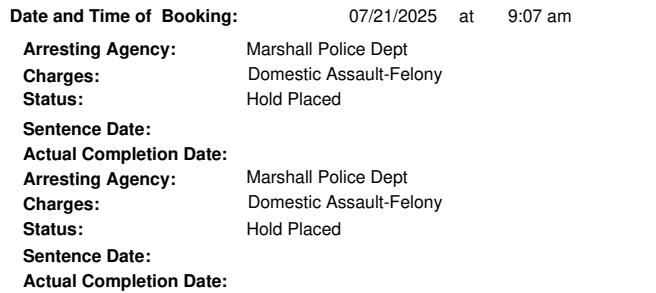 Date and Time of Booking: 07/21/2025 at 9:07 am
Arresting Agency: Marshall Police Dept
Charges: Domestic Assault-Felony
Status: Hold Placed
Sentence Date:
Actual Completion Date:
Arresting Agency: Marshall Police Dept
Charges: Domestic Assault-Felony
Status: Hold Placed
Sentence Date:
Actual Completion Date: